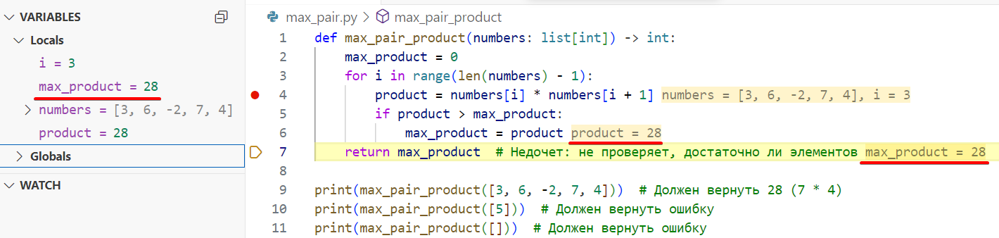 VARIABLES
Locals
i = 3
max_product = 28
numbers = [3, 6, -2, 7, 4]
product = 28
Globals
WATCH
max_pair.py > max_pair_product
1 def max_pair_product(numbers: list[int]) -> int:
2 max_product = 0
3 for i in range(len(numbers) - 1):
4 product = numbers[i] * numbers[i + 1] numbers = [3, 6, -2, 7, 4], i = 3
5 if product > max_product:
6 max_product = product product = 28
7 return max_product # Недочет: не проверяет, достаточно ли элементов max_product = 28
8
9 print(max_pair_product([3, 6, -2, 7, 4])) # Должен вернуть 28 (7 * 4)
10 print(max_pair_product([5])) # Должен вернуть ошибку
11 print(max_pair_product([])) # Должен вернуть ошибку